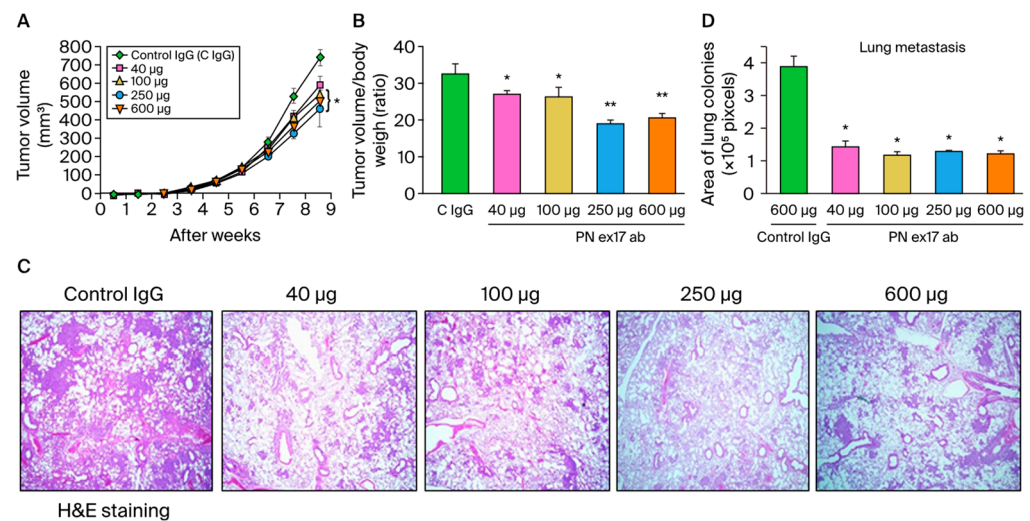 A
Tumor volume
(mm³)
800
700
600
500
400
300
200
100
0
0 1 2 3 4 5 6 7 8 9
After weeks
Control IgG (C IgG)
40 µg
100 µg
250 µg
600 µg
*
B
Tumor volume/body
weigh (ratio)
40
30
20
10
0
* * ** **
C IgG 40 µg 100 µg 250 µg 600 µg
PN ex17 ab
D
Lung metastasis
Area of lung colonies
(×10⁵ pixcels)
4
3
2
1
0
* * * *
600 µg 40 µg 100 µg 250 µg 600 µg
Control IgG PN ex17 ab
C
Control IgG 40 µg 100 µg 250 µg 600 µg
H&E staining